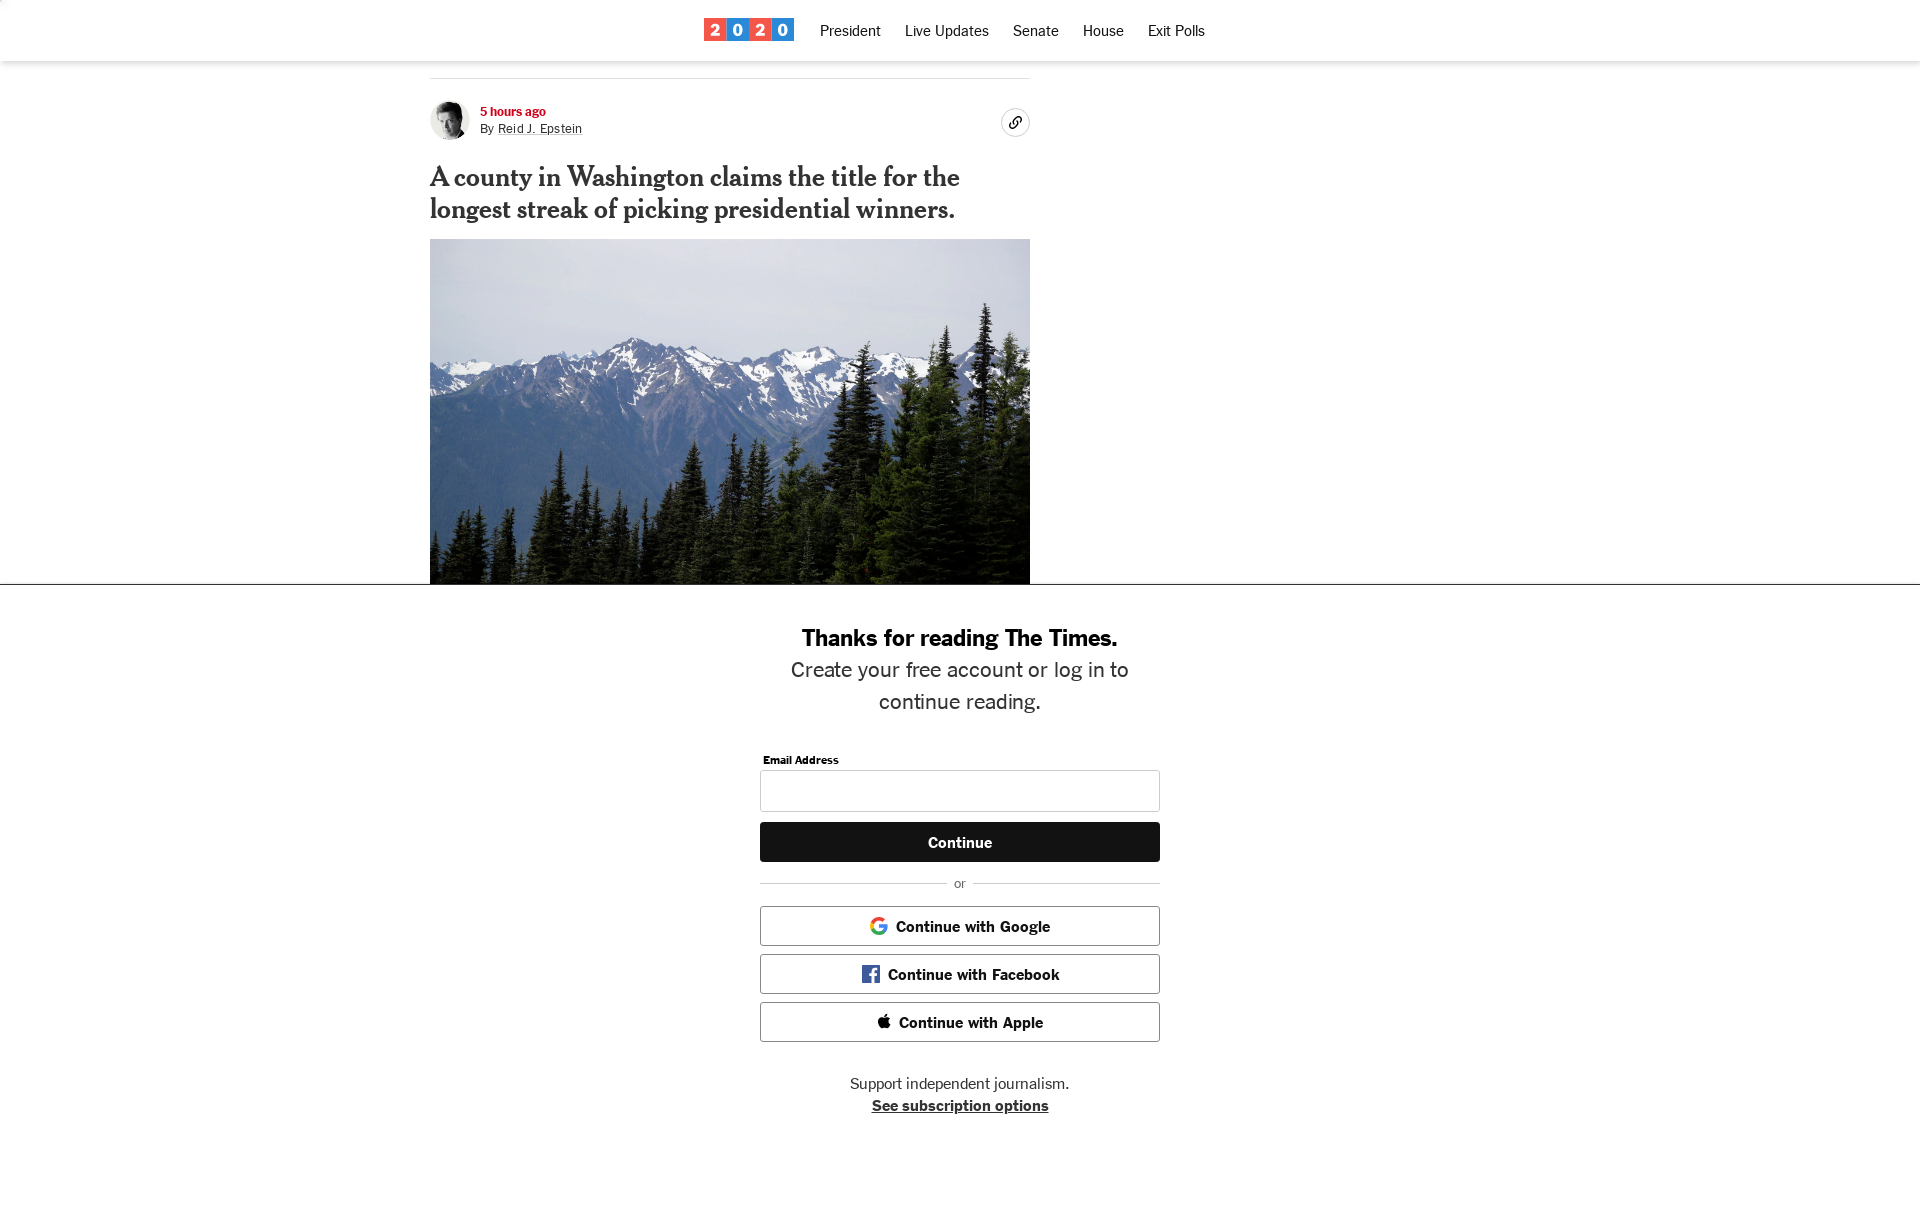 2020 President Live Updates Senate House Exit Polls
5 hours ago
By Reid J. Epstein
A county in Washington claims the title for the
longest streak of picking presidential winners.
Thanks for reading The Times.
Create your free account or log in to
continue reading.
Email Address
Continue
or
Continue with Google
Continue with Facebook
Continue with Apple
Support independent journalism.
See subscription options